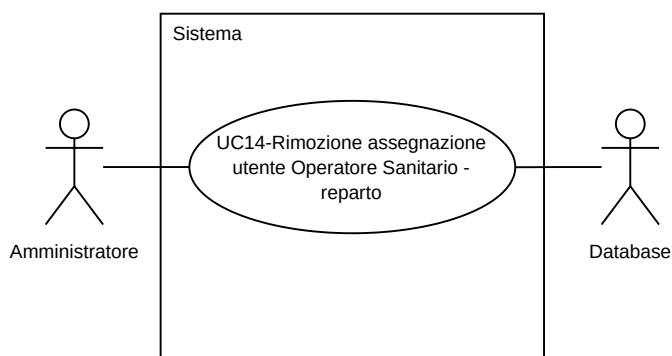 Sistema
UC14-Rimozione assegnazione
utente Operatore Sanitario -
reparto
Amministratore
Database